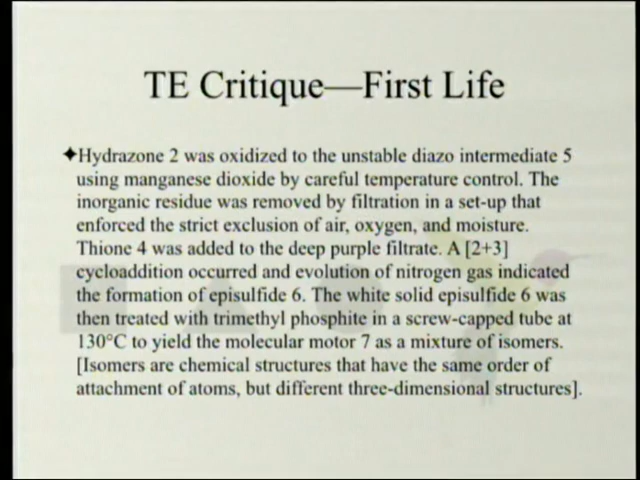 TE Critique—First Life
✦Hydrazone 2 was oxidized to the unstable diazo intermediate 5
using manganese dioxide by careful temperature control. The
inorganic residue was removed by filtration in a set-up that
enforced the strict exclusion of air, oxygen, and moisture.
Thione 4 was added to the deep purple filtrate. A [2+3]
cycloaddition occurred and evolution of nitrogen gas indicated
the formation of episulfide 6. The white solid episulfide 6 was
then treated with trimethyl phosphite in a screw-capped tube at
130°C to yield the molecular motor 7 as a mixture of isomers.
[Isomers are chemical structures that have the same order of
attachment of atoms, but different three-dimensional structures].